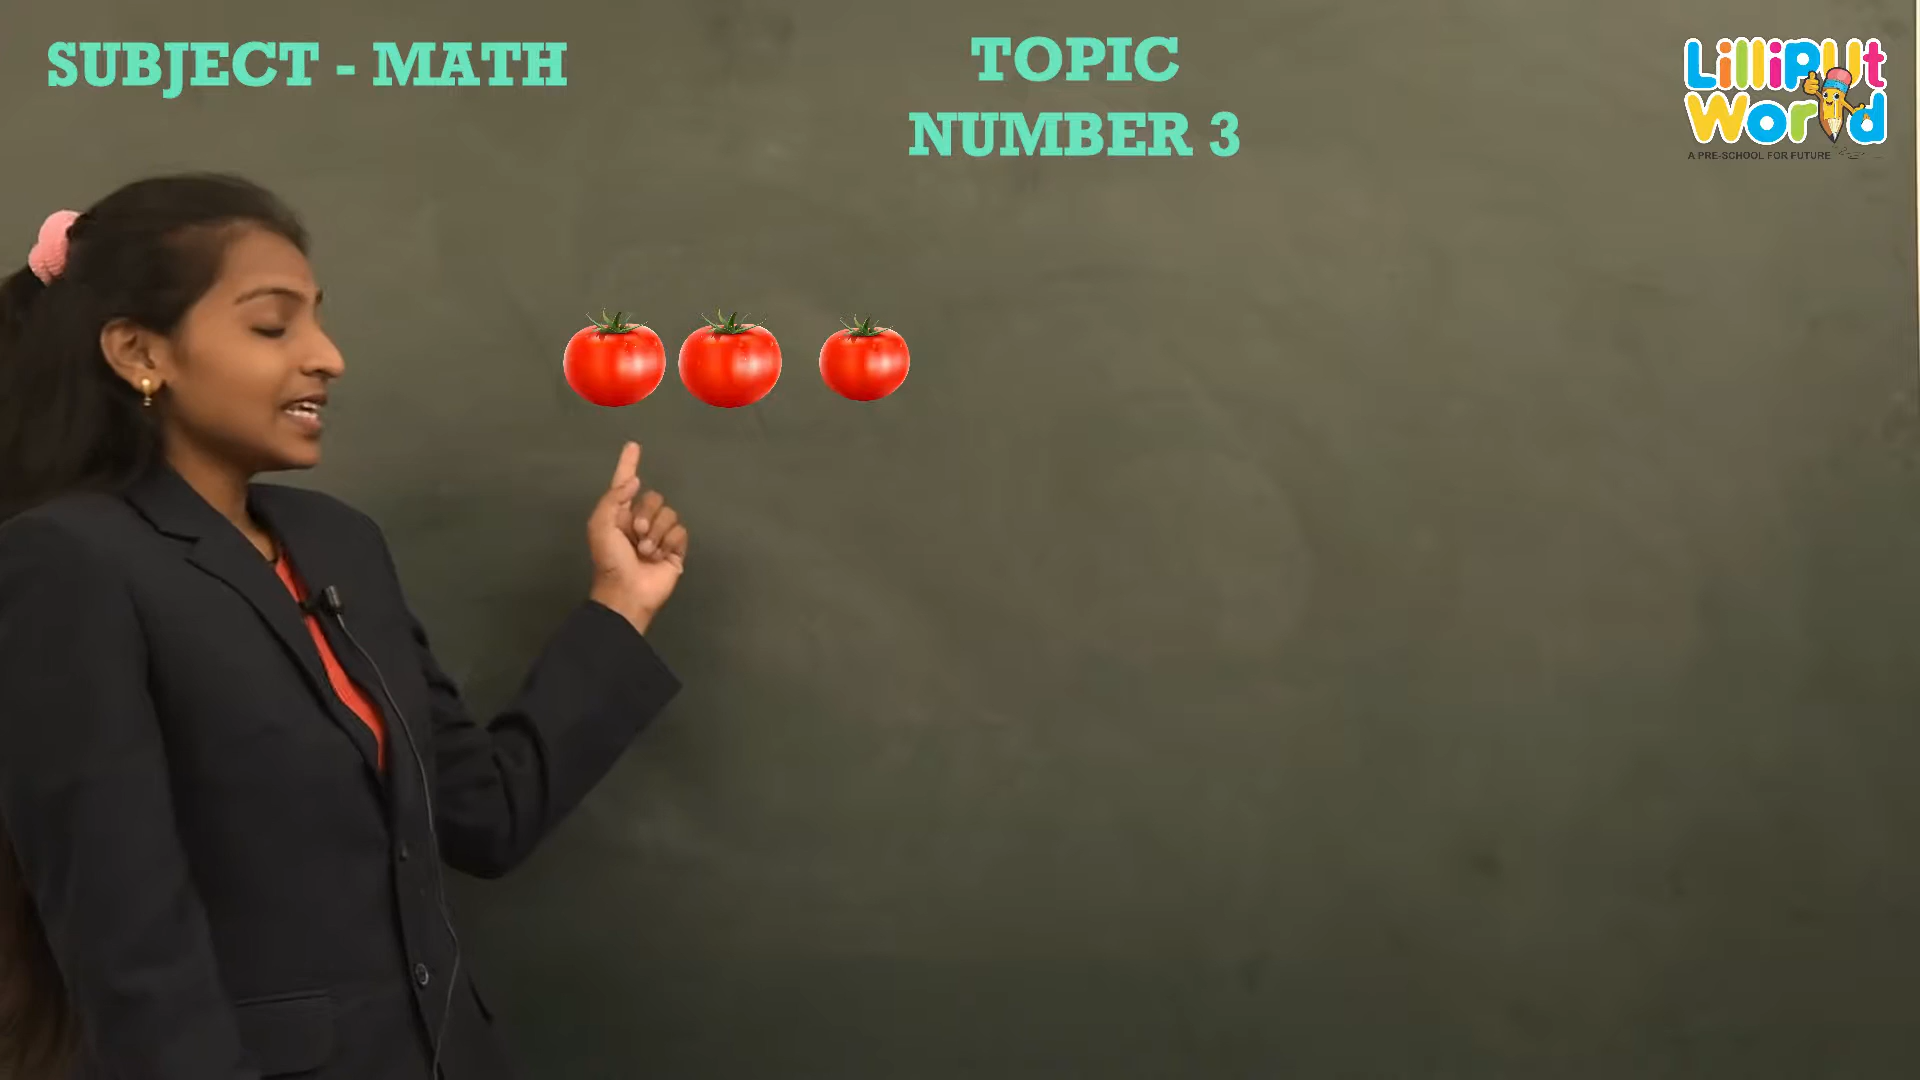 SUBJECT - MATH
TOPIC
NUMBER 3
LilliPUt
World
A PRE-SCHOOL FOR FUTURE